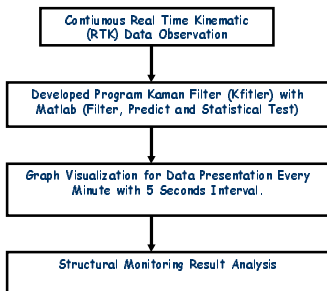 Contiunous Real Time Kinematic
(RTK) Data Observation
Developed Program Kaman Filter (Kfitler) with
Matlab (Filter, Predict and Statistical Test)
Graph Visualization for Data Presentation Every
Minute with 5 Seconds Interval.
Structural Monitoring Result Analysis